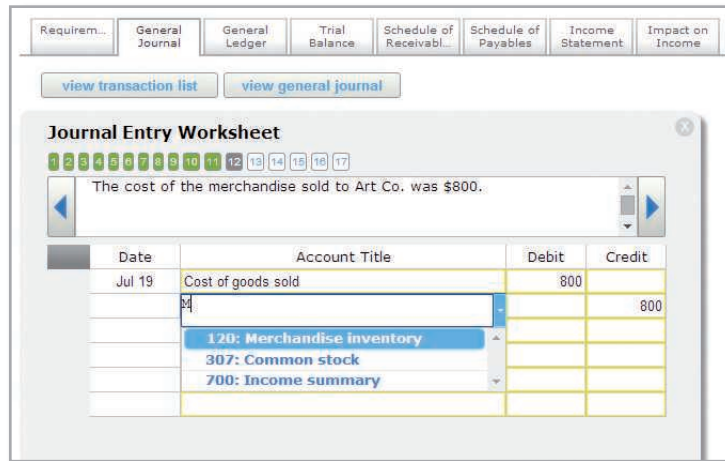 Requirem... General Journal General Ledger Trial Balance Schedule of Receivabl... Schedule of Payables Income Statement Impact on Income
view transaction list view general journal
Journal Entry Worksheet
1 2 3 4 5 6 7 8 9 10 11 12 13 14 15 16 17
The cost of the merchandise sold to Art Co. was $800.
Date Account Title Debit Credit
Jul 19 Cost of goods sold 800
M 800
120: Merchandise inventory
307: Common stock
700: Income summary